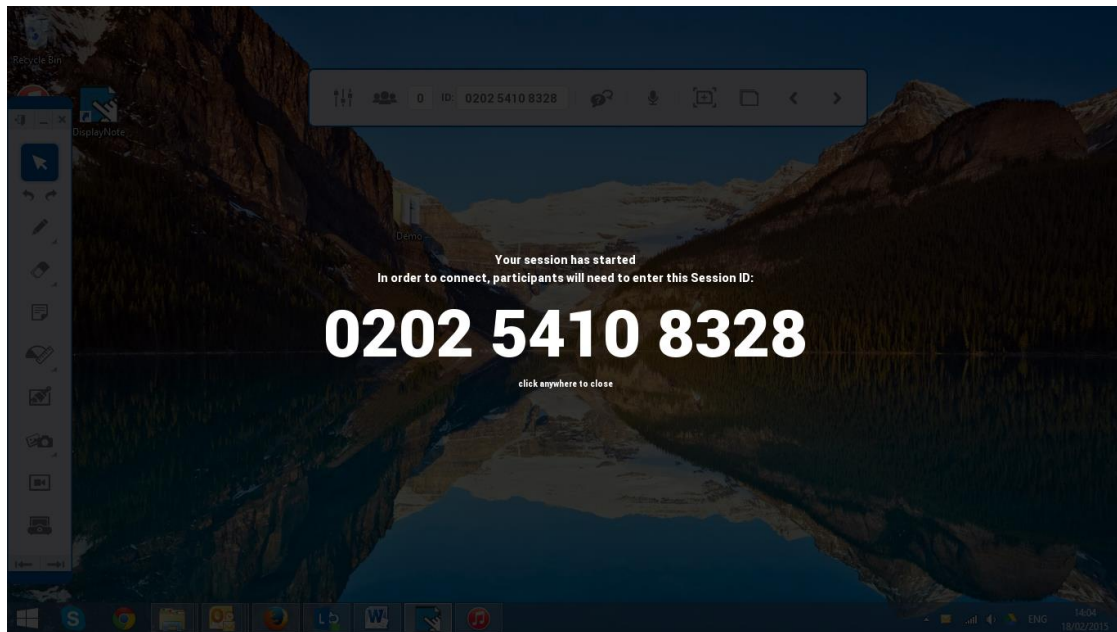 Recycle Bin
0 ID: 0202 5410 8328
DisplayNote
Demo
Your session has started
In order to connect, participants will need to enter this Session ID:
0202 5410 8328
click anywhere to close
ENG
14:04
18/02/2015